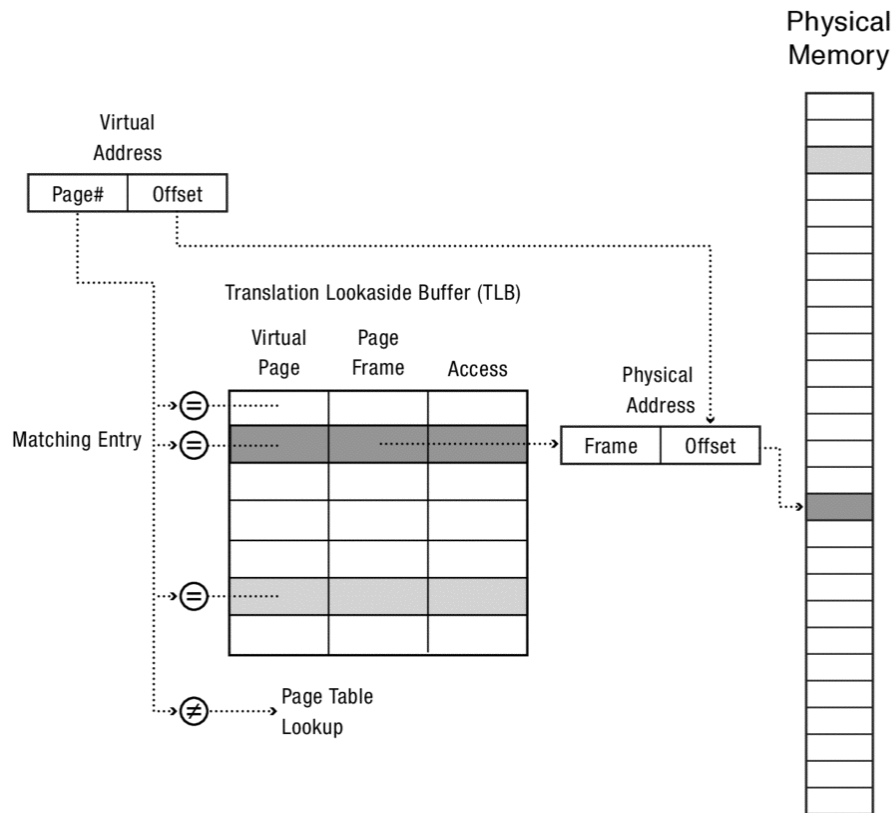 Physical
Memory
Virtual
Address
Page#
Offset
Translation Lookaside Buffer (TLB)
Virtual
Page
Page
Frame
Access
Physical
Address
=
Matching Entry
=
Frame
Offset
=
≠
Page Table
Lookup